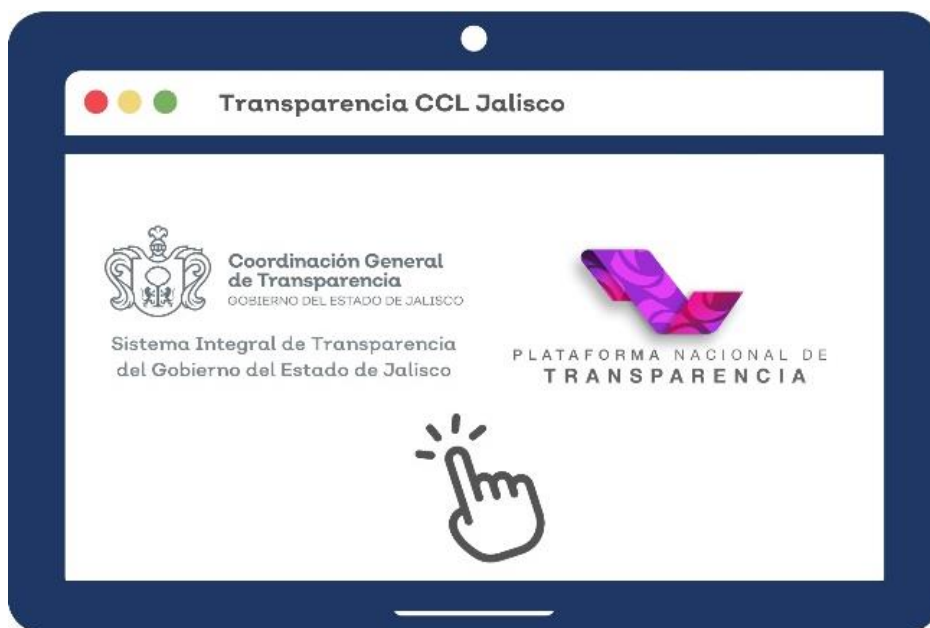 Transparencia CCL Jalisco
Coordinación General
de Transparencia
GOBIERNO DEL ESTADO DE JALISCO
Sistema Integral de Transparencia
del Gobierno del Estado de Jalisco
PLATAFORMA NACIONAL DE
TRANSPARENCIA